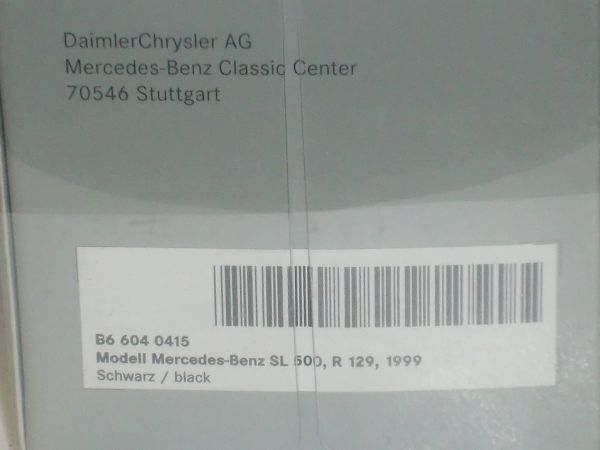 DaimlerChrysler AG
Mercedes-Benz Classic Center
70546 Stuttgart
B6 604 0415
Modell Mercedes-Benz SL 500, R 129, 1999
Schwarz / black